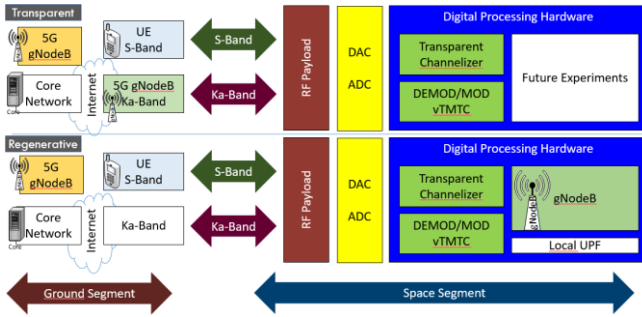 Transparent
5G
gNodeB
UE
S-Band
S-Band
Core
Network
Core
Internet
5G gNodeB
Ka-Band
Ka-Band
RF Payload
DAC
ADC
Digital Processing Hardware
Transparent
Channelizer
DEMOD/MOD
vTMTC
Future Experiments
Regenerative
5G
gNodeB
UE
S-Band
S-Band
Core
Network
Core
Internet
Ka-Band
Ka-Band
RF Payload
DAC
ADC
Digital Processing Hardware
Transparent
Channelizer
DEMOD/MOD
vTMTC
gNodeB
gNodeB
Local UPF
Ground Segment
Space Segment